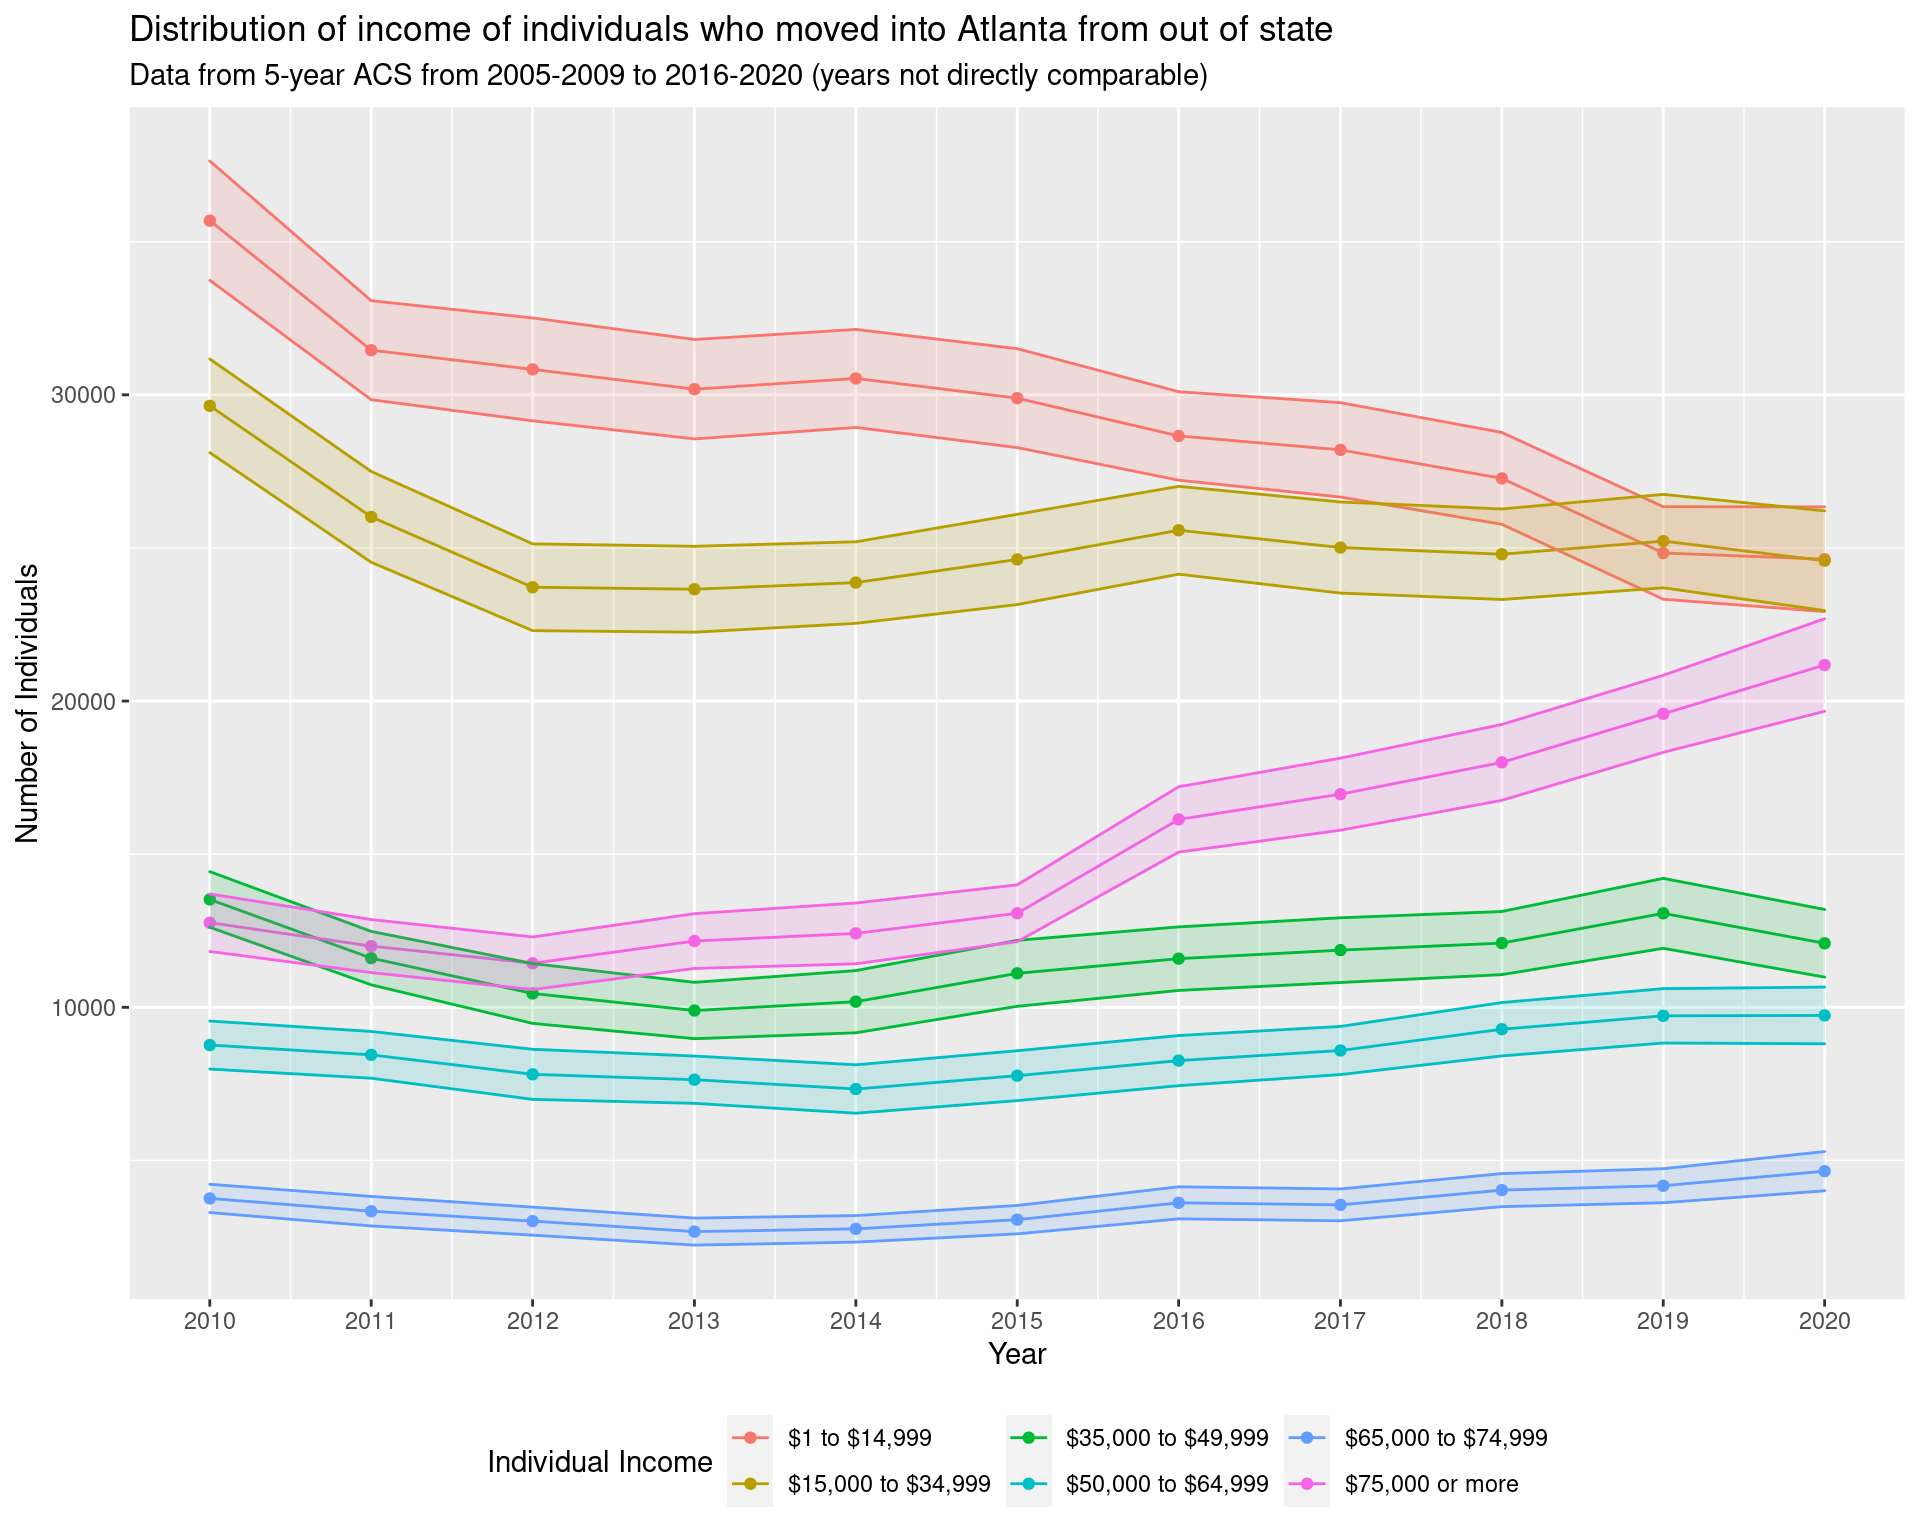 Distribution of income of individuals who moved into Atlanta from out of state
Data from 5-year ACS from 2005-2009 to 2016-2020 (years not directly comparable)
Number of Individuals
30000
20000
10000
2010 2011 2012 2013 2014 2015 2016 2017 2018 2019 2020
Year
Individual Income
$1 to $14,999 $35,000 to $49,999 $65,000 to $74,999
$15,000 to $34,999 $50,000 to $64,999 $75,000 or more